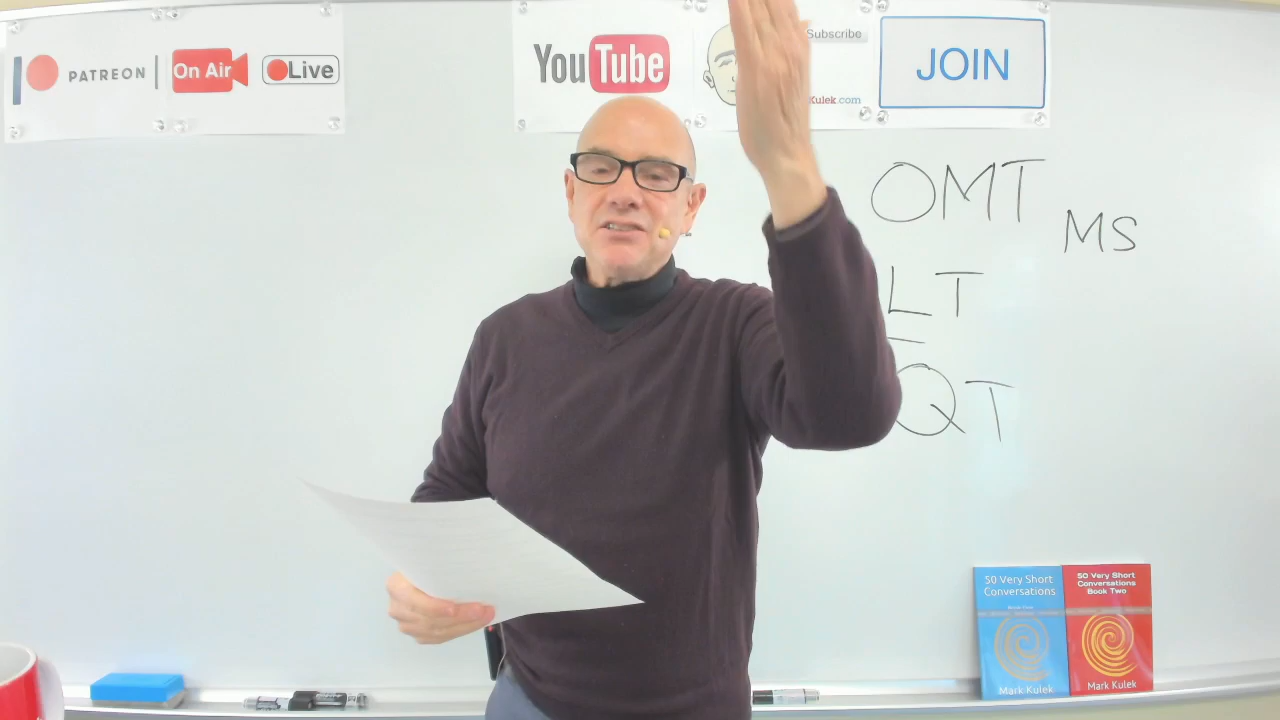 PATREON
On Air
Live
YouTube
Subscribe
Kulek.com
JOIN
OMT
MS
LT
QT
50 Very Short
Conversations
Mark Kulek
50 Very Short
Conversations
Book Two
Mark Kulek